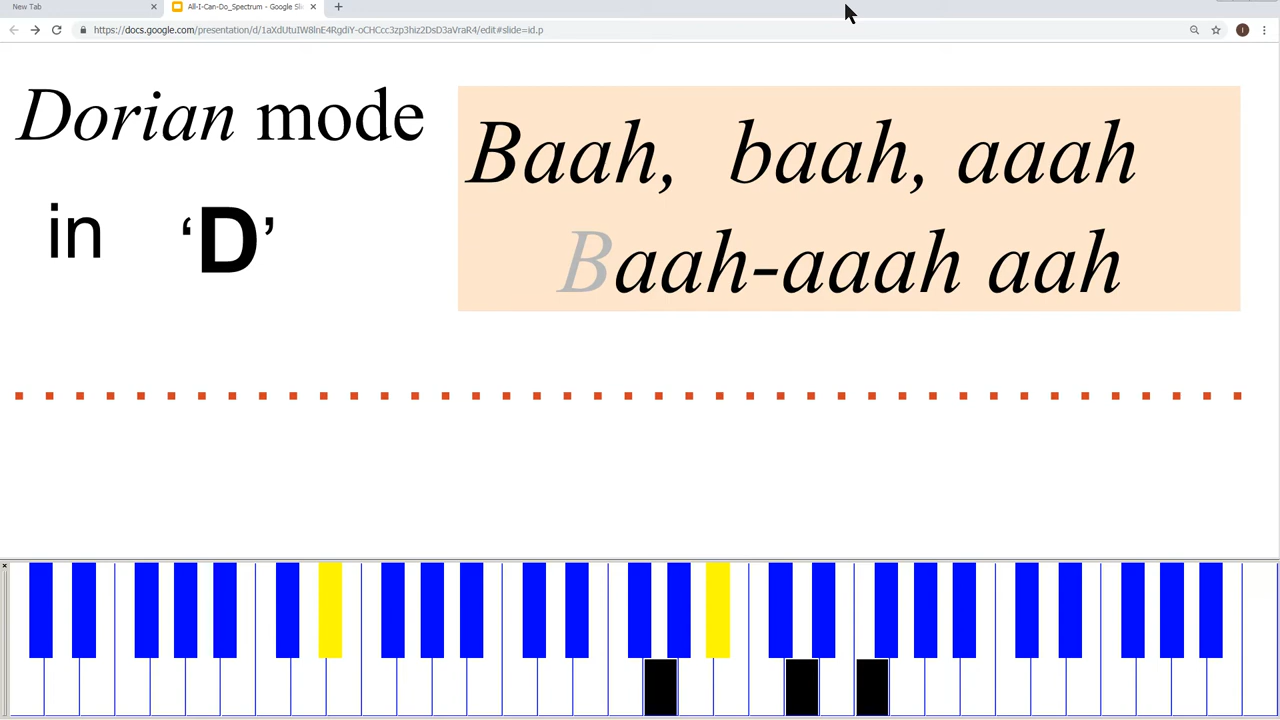 New Tab
All-I-Can-Do_Spectrum - Google Sli
https://docs.google.com/presentation/d/1aXdUtuIW8lnE4RgdiY-oCHCcc3zp3hiz2DsD3aVraR4/edit#slide=id.p
Dorian mode
in 'D'
Baah, baah, aaah
Baah-aaah aah